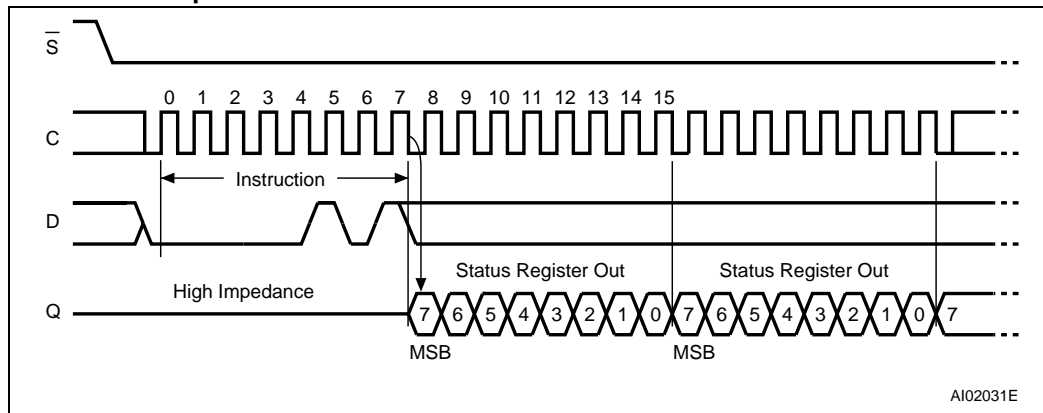 S
0 1 2 3 4 5 6 7 8 9 10 11 12 13 14 15
C
Instruction
D
Status Register Out Status Register Out
High Impedance
Q 7 6 5 4 3 2 1 0 7 6 5 4 3 2 1 0 7
MSB MSB
AI02031E